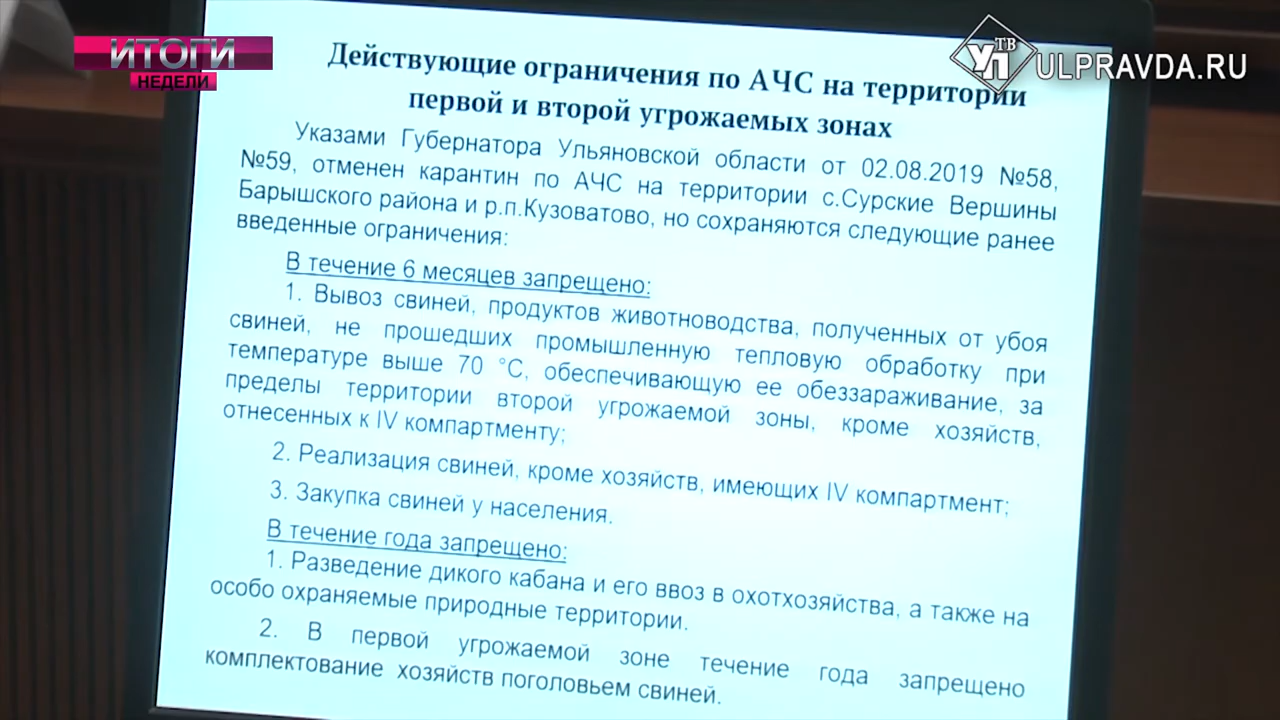 ИТОГИ
НЕДЕЛИ
УП ТВ ULPRAVDA.RU
Действующие ограничения по АЧС на территории
первой и второй угрожаемых зонах
Указами Губернатора Ульяновской области от 02.08.2019 №58,
№59, отменен карантин по АЧС на территории с.Сурские Вершины
Барышского района и р.п.Кузоватово, но сохраняются следующие ранее
введенные ограничения:
В течение 6 месяцев запрещено:
1. Вывоз свиней, продуктов животноводства, полученных от убоя
свиней, не прошедших промышленную тепловую обработку при
температуре выше 70 °С, обеспечивающую ее обеззараживание, за
пределы территории второй угрожаемой зоны, кроме хозяйств,
отнесенных к IV компартменту;
2. Реализация свиней, кроме хозяйств, имеющих IV компартмент;
3. Закупка свиней у населения.
В течение года запрещено:
1. Разведение дикого кабана и его ввоз в охотхозяйства, а также на
особо охраняемые природные территории.
2. В первой угрожаемой зоне течение года запрещено
комплектование хозяйств поголовьем свиней.